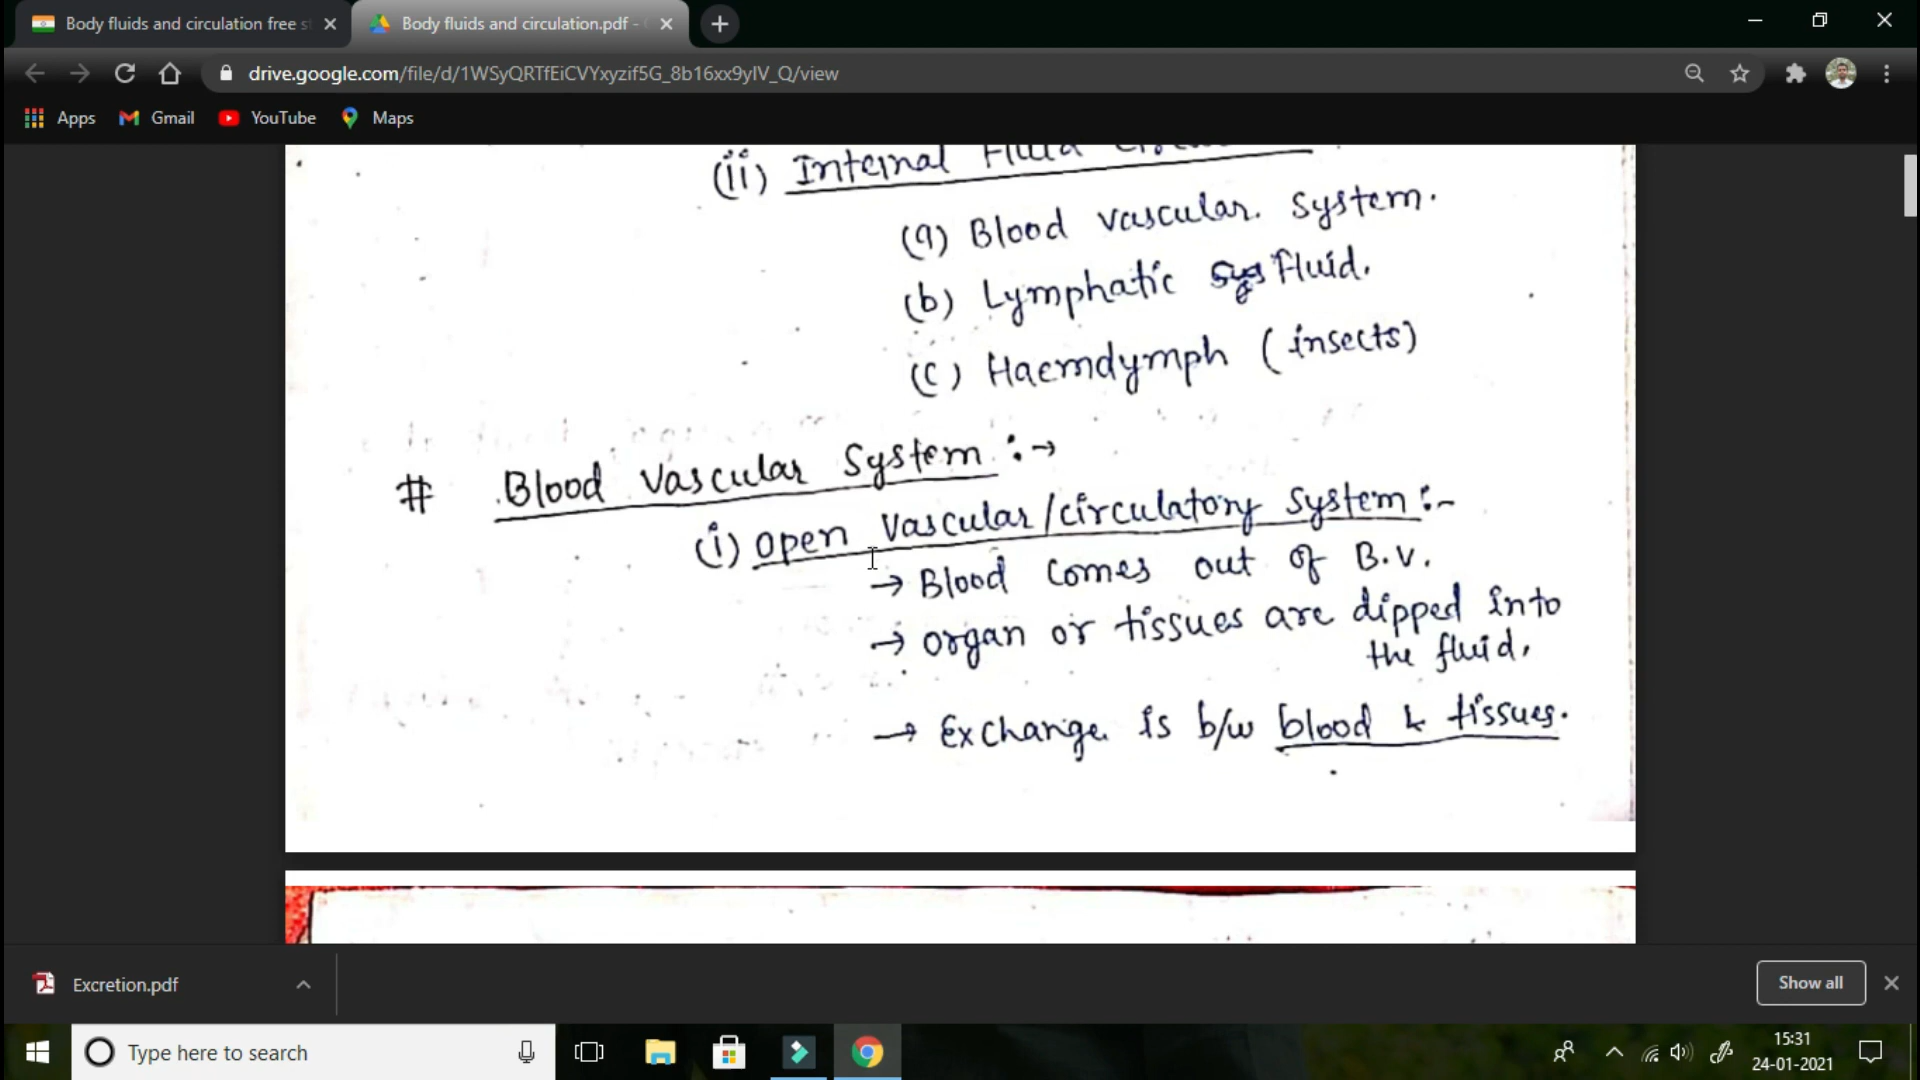 Body fluids and circulation free s
Body fluids and circulation.pdf -
drive.google.com/file/d/1WSyQRTfEiCVYxyzif5G_8b16xx9yIV_Q/view
Apps Gmail YouTube Maps
(ii) Internal Fluid
(a) Blood vascular. System.
(b) Lymphatic Fluid.
(c) Haemolymph (insects)
# Blood Vascular System :→
(i) open Vascular/circulatory System :-
→ Blood comes out of B.V.
→ organ or tissues are dipped into
the fluid.
→ Exchange is b/w blood & tissues.
Excretion.pdf
Show all
Type here to search
15:31
24-01-2021